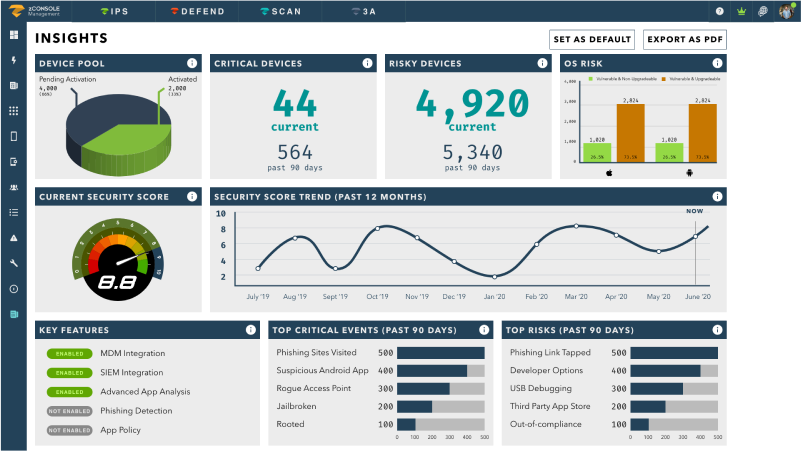 zCONSOLE
Management
IPS
DEFEND
SCAN
3A
INSIGHTS
SET AS DEFAULT
EXPORT AS PDF
DEVICE POOL
Pending Activation
4,000
(66%)
Activated
2,000
(33%)
CRITICAL DEVICES
44
current
564
past 90 days
RISKY DEVICES
4,920
current
5,340
past 90 days
OS RISK
Vulnerable & Non Upgradeable
Vulnerable & Upgradeable
4,000
3,000
2,000
1,000
0
1,020
2,824
1,020
2,824
26.5%
73.5%
26.5%
73.5%
CURRENT SECURITY SCORE
0 1 2 3 4 5 6 7 8 9 10
8.8
SECURITY SCORE TREND (PAST 12 MONTHS)
NOW
10
8
6
4
2
July '19
Aug '19
Sept '19
Oct '19
Nov '19
Dec '19
Jan '20
Feb '20
Mar '20
Apr '20
May '20
June '20
KEY FEATURES
ENABLED MDM Integration
ENABLED SIEM Integration
ENABLED Advanced App Analysis
NOT ENABLED Phishing Detection
NOT ENABLED App Policy
TOP CRITICAL EVENTS (PAST 90 DAYS)
Phishing Sites Visited 500
Suspicious Android App 400
Rogue Access Point 300
Jailbroken 200
Rooted 100
0 100 200 300 400 500
TOP RISKS (PAST 90 DAYS)
Phishing Link Tapped 500
Developer Options 400
USB Debugging 300
Third Party App Store 200
Out-of-compliance 100
0 100 200 300 400 500